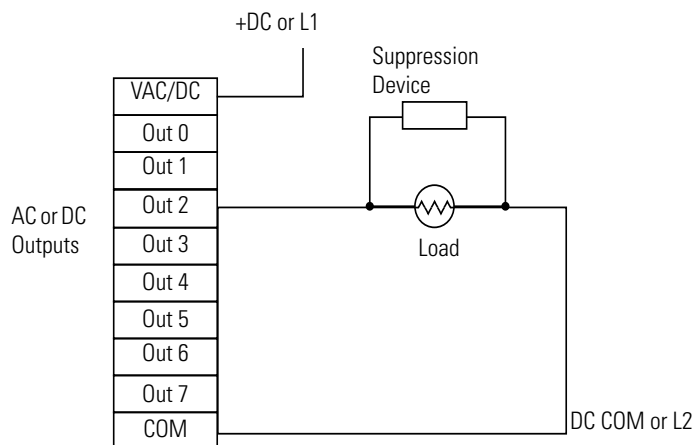 +DC or L1
Suppression
Device
VAC/DC
Out 0
Out 1
Out 2
Out 3
Out 4
Out 5
Out 6
Out 7
COM
AC or DC
Outputs
Load
DC COM or L2